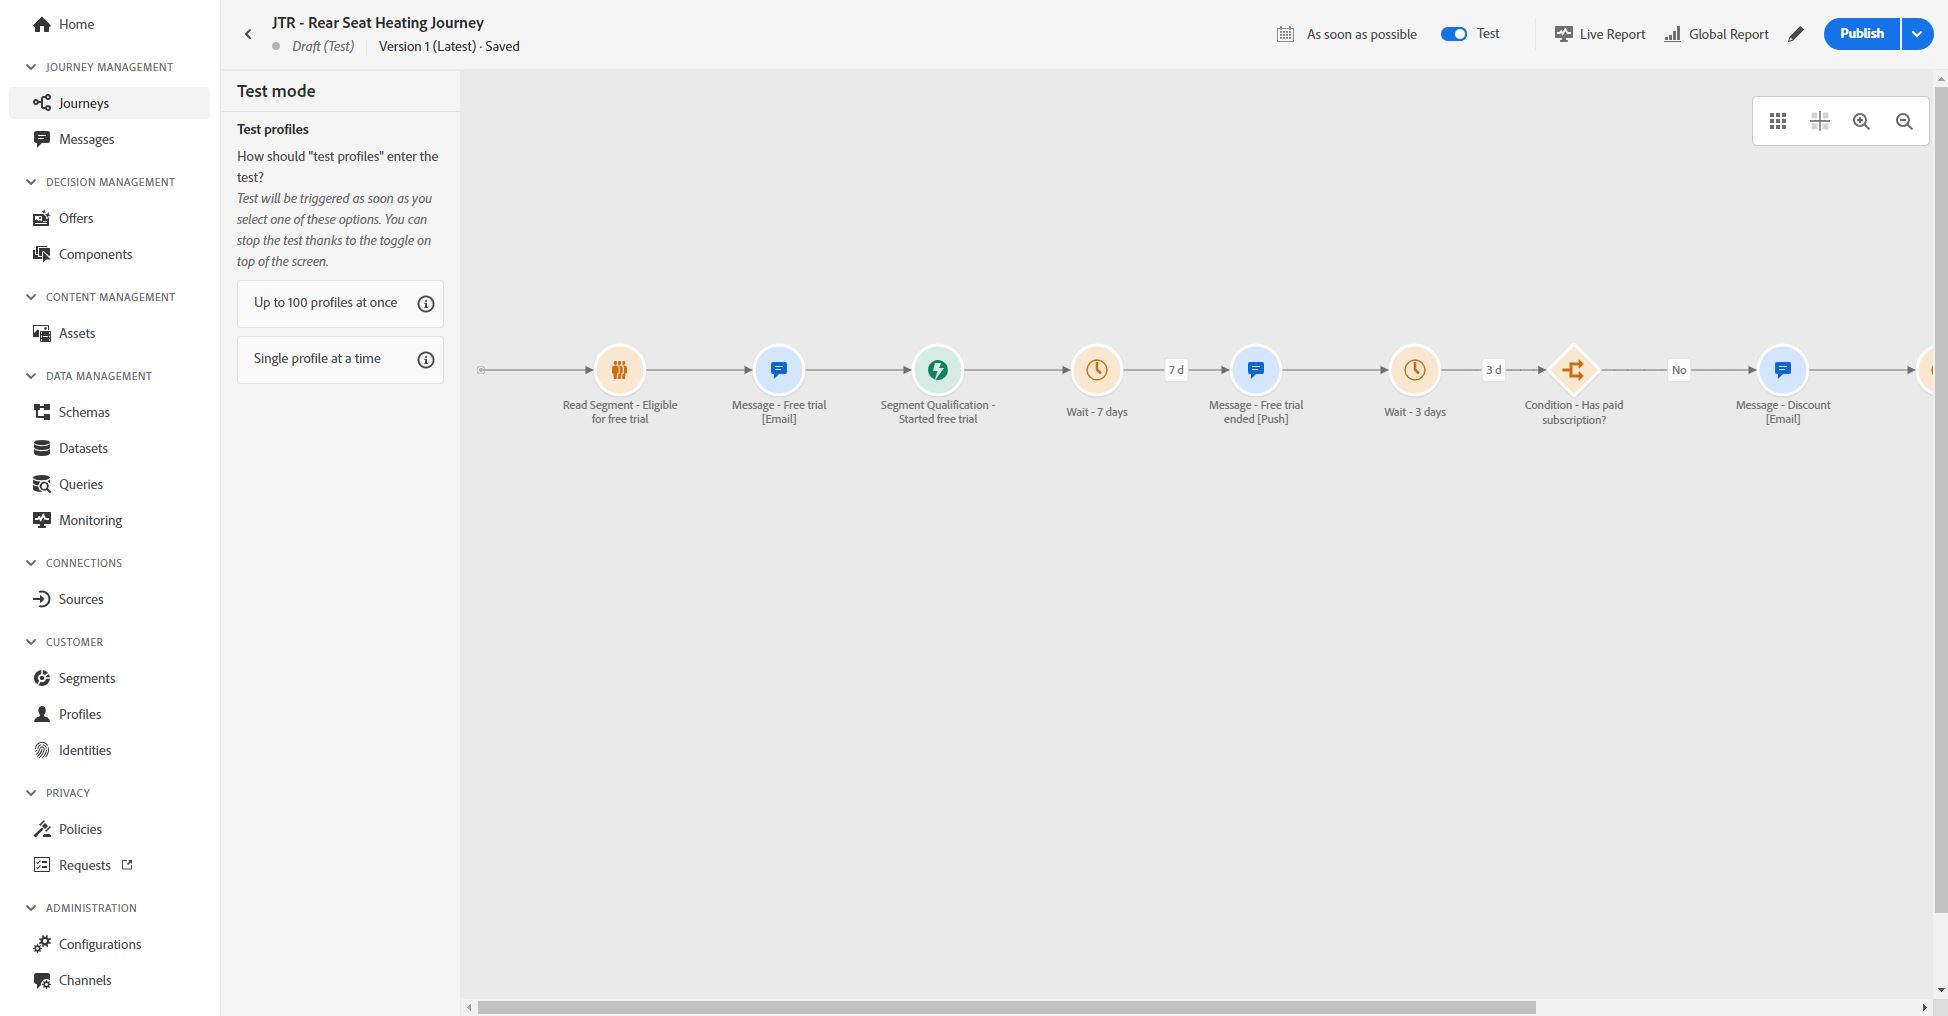 Home
JOURNEY MANAGEMENT
Journeys
Messages
DECISION MANAGEMENT
Offers
Components
CONTENT MANAGEMENT
Assets
DATA MANAGEMENT
Schemas
Datasets
Queries
Monitoring
CONNECTIONS
Sources
CUSTOMER
Segments
Profiles
Identities
PRIVACY
Policies
Requests
ADMINISTRATION
Configurations
Channels
JTR - Rear Seat Heating Journey
Draft (Test) Version 1 (Latest) · Saved
As soon as possible
Test
Live Report
Global Report
Publish
Test mode
Test profiles
How should "test profiles" enter the
test?
Test will be triggered as soon as you
select one of these options. You can
stop the test thanks to the toggle on
top of the screen.
Up to 100 profiles at once
Single profile at a time
Read Segment - Eligible
for free trial
Message - Free trial
[Email]
Segment Qualification -
Started free trial
Wait - 7 days
7 d
Message - Free trial
ended [Push]
Wait - 3 days
3 d
Condition - Has paid
subscription?
No
Message - Discount
[Email]